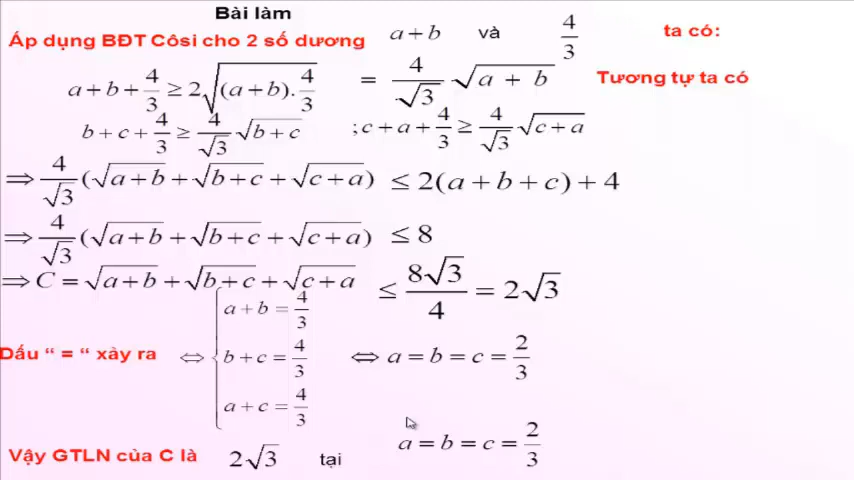 Bài làm
Áp dụng BĐT Côsi cho 2 số dương a + b và 4/3 ta có:
a + b + 4/3 ≥ 2√((a + b).4/3) = 4/√3 √(a + b) Tương tự ta có
b + c + 4/3 ≥ 4/√3 √(b + c) ; c + a + 4/3 ≥ 4/√3 √(c + a)
⇒ 4/√3 (√(a + b) + √(b + c) + √(c + a)) ≤ 2(a + b + c) + 4
⇒ 4/√3 (√(a + b) + √(b + c) + √(c + a)) ≤ 8
⇒ C = √(a + b) + √(b + c) + √(c + a) ≤ 8√3/4 = 2√3
Dấu “ = “ xảy ra ⇔ { a + b = 4/3
b + c = 4/3 ⇔ a = b = c = 2/3
a + c = 4/3
Vậy GTLN của C là 2√3 tại a = b = c = 2/3